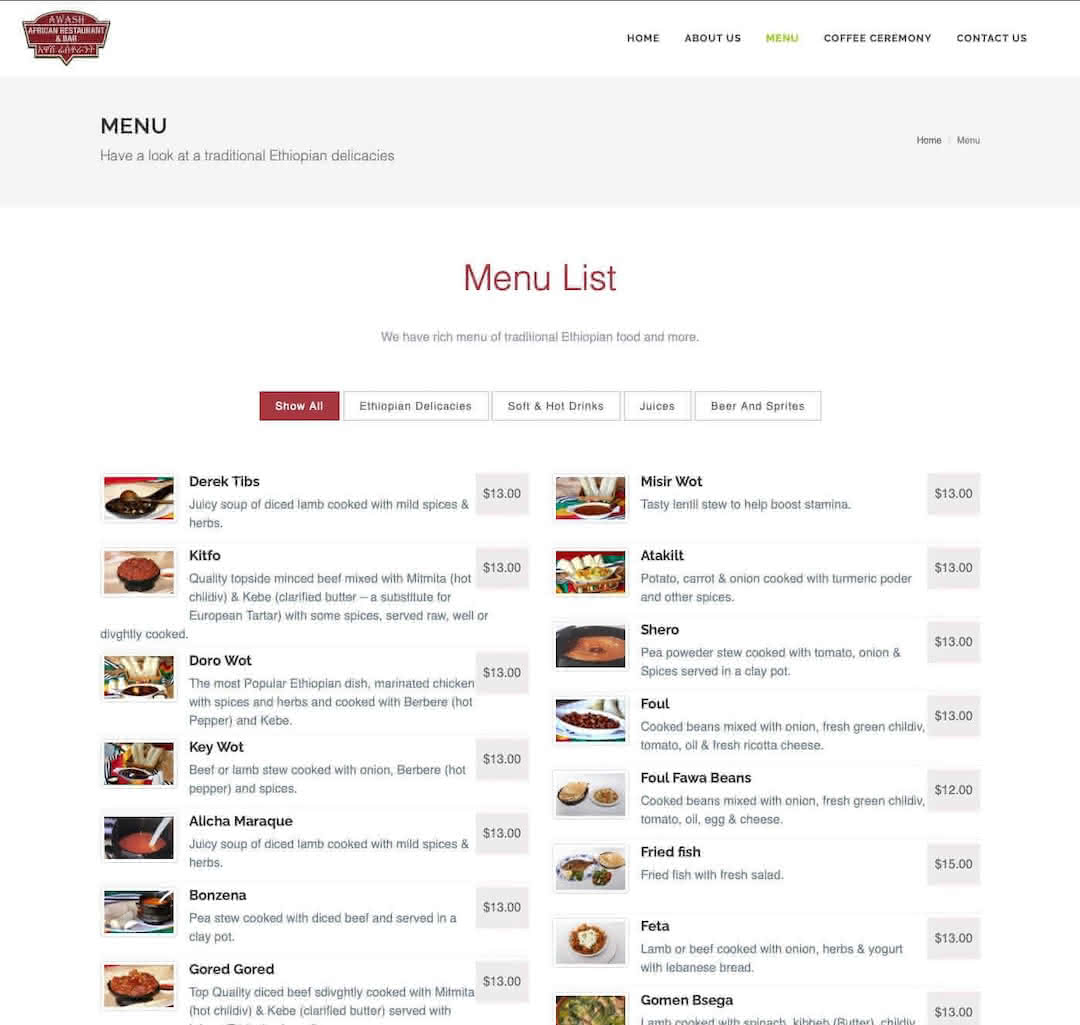 AWASH
AFRICAN RESTAURANT
& BAR
አዋሽ ሬስቶራንት
HOME
ABOUT US
MENU
COFFEE CEREMONY
CONTACT US
MENU
Have a look at a traditional Ethiopian delicacies
Home
Menu
Menu List
We have rich menu of traditional Ethiopian food and more.
Show All
Ethiopian Delicacies
Soft & Hot Drinks
Juices
Beer And Sprites
Derek Tibs
$13.00
Juicy soup of diced lamb cooked with mild spices &
herbs.
Kitfo
$13.00
Quality topside minced beef mixed with Mitmita (hot
childiv) & Kebe (clarified butter – a substitute for
European Tartar) with some spices, served raw, well or
divghtly cooked.
Doro Wot
$13.00
The most Popular Ethiopian dish, marinated chicken
with spices and herbs and cooked with Berbere (hot
Pepper) and Kebe.
Key Wot
$13.00
Beef or lamb stew cooked with onion, Berbere (hot
pepper) and spices.
Alicha Maraque
$13.00
Juicy soup of diced lamb cooked with mild spices &
herbs.
Bonzena
$13.00
Pea stew cooked with diced beef and served in a
clay pot.
Gored Gored
$13.00
Top Quality diced beef sdivghtly cooked with Mitmita
(hot childiv) & Kebe (clarified butter) served with
Misir Wot
$13.00
Tasty lentil stew to help boost stamina.
Atakilt
$13.00
Potato, carrot & onion cooked with turmeric poder
and other spices.
Shero
$13.00
Pea poweder stew cooked with tomato, onion &
Spices served in a clay pot.
Foul
$13.00
Cooked beans mixed with onion, fresh green childiv,
tomato, oil & fresh ricotta cheese.
Foul Fawa Beans
$12.00
Cooked beans mixed with onion, fresh green childiv,
tomato, oil, egg & cheese.
Fried fish
$15.00
Fried fish with fresh salad.
Feta
$13.00
Lamb or beef cooked with onion, herbs & yogurt
with lebanese bread.
Gomen Bsega
$13.00
Lamb cooked with spinach, kibbeh (Butter), childiv